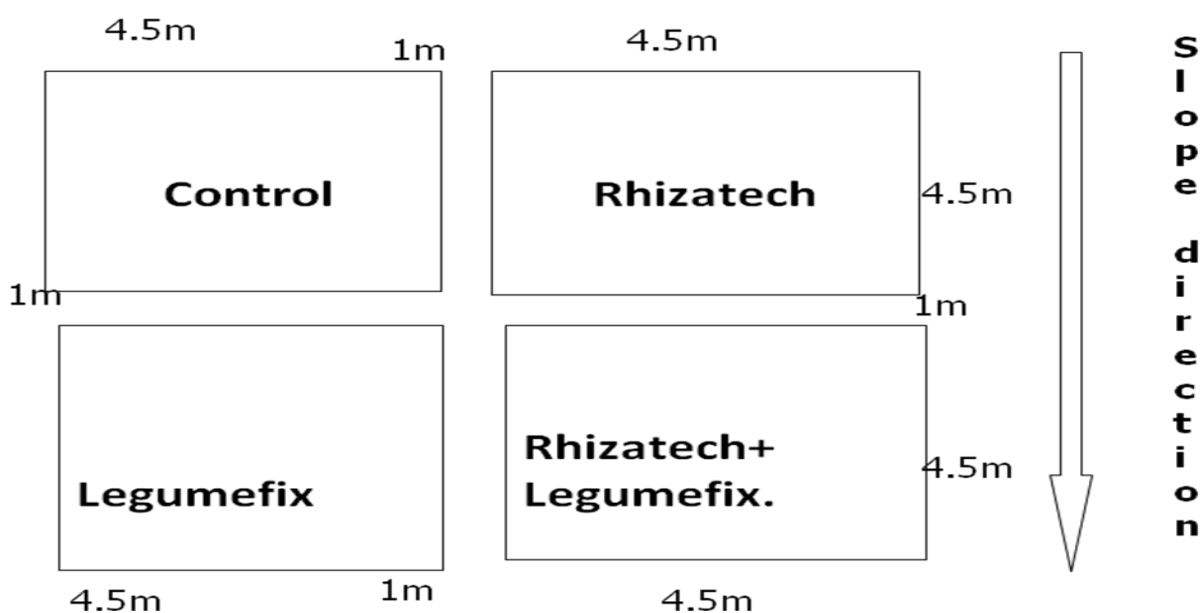 4.5m
1m
4.5m
Control
Rhizatech
4.5m
1m
1m
Legumefix
Rhizatech+
Legumefix.
4.5m
4.5m
1m
4.5m
Slope direction